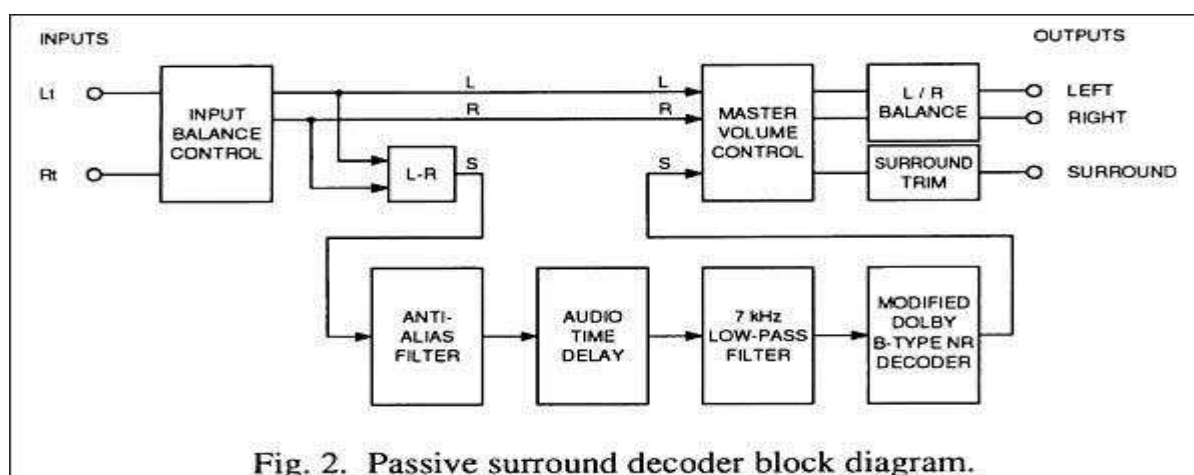 INPUTS
OUTPUTS
Lt
Rt
INPUT
BALANCE
CONTROL
L
R
L
R
L-R
S
S
MASTER
VOLUME
CONTROL
L / R
BALANCE
SURROUND
TRIM
LEFT
RIGHT
SURROUND
ANTI-
ALIAS
FILTER
AUDIO
TIME
DELAY
7 kHz
LOW-PASS
FILTER
MODIFIED
DOLBY
B-TYPE NR
DECODER
Fig. 2. Passive surround decoder block diagram.